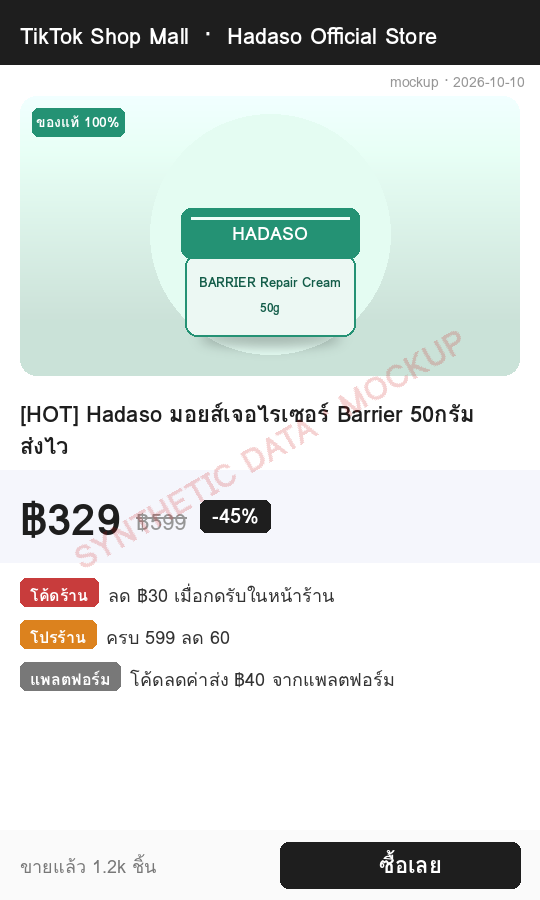 TikTok Shop Mall · Hadaso Official Store
mockup · 2026-10-10
ของแท้ 100%
HADASO
BARRIER Repair Cream
50g
[HOT] Hadaso มอยส์เจอไรเซอร์ Barrier 50กรัม
ส่งไว
฿329 ฿599 -45%
โค้ดร้าน ลด ฿30 เมื่อกดรับในหน้าร้าน
โปรร้าน ครบ 599 ลด 60
แพลตฟอร์ม โค้ดลดค่าส่ง ฿40 จากแพลตฟอร์ม
SYNTHETIC DATA · MOCKUP
ขายแล้ว 1.2k ชิ้น ซื้อเลย